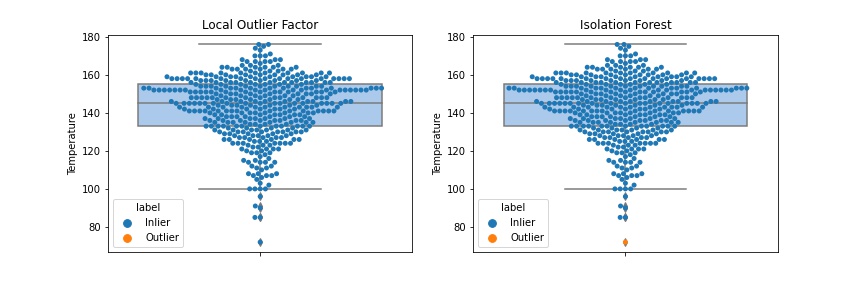 Local Outlier Factor
180
160
140
120
100
80
Temperature
label
Inlier
Outlier
Isolation Forest
180
160
140
120
100
80
Temperature
label
Inlier
Outlier